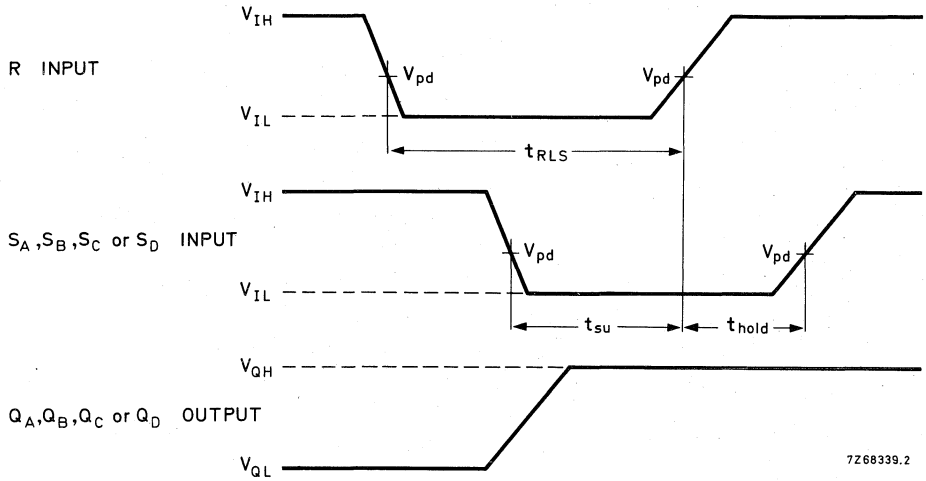 V_IH
R INPUT
V_pd V_pd
V_IL
t_RLS
V_IH
S_A,S_B,S_C or S_D INPUT
V_pd V_pd
V_IL
t_su t_hold
V_QH
Q_A,Q_B,Q_C or Q_D OUTPUT
V_QL
7Z68339.2